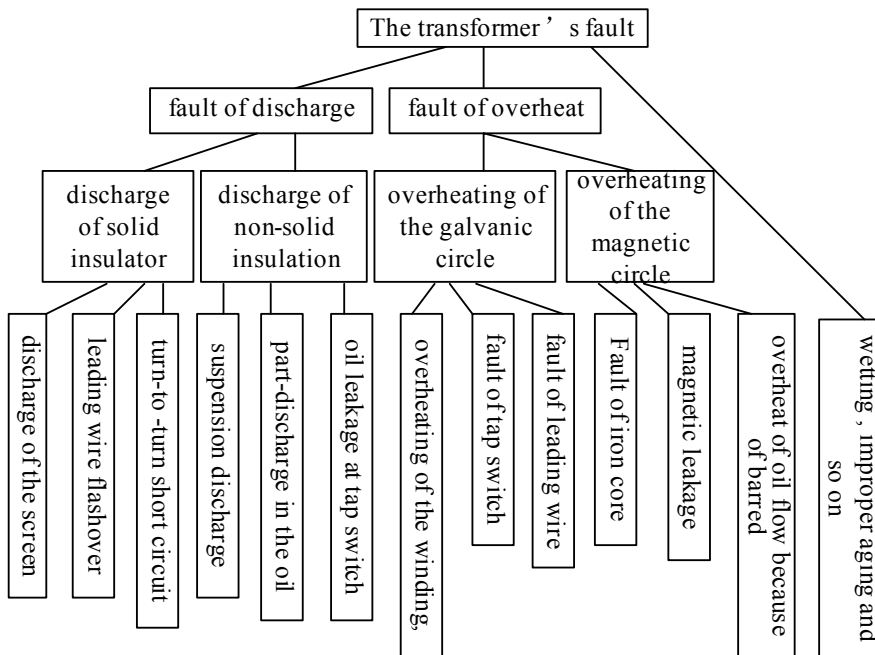 The transformer’s fault
fault of discharge
fault of overheat
discharge
of solid
insulator
discharge of
non-solid
insulation
overheating of
the galvanic
circle
overheating
of the
magnetic
circle
discharge of the screen
leading wire flashover
turn-to -turn short circuit
suspension discharge
part-discharge in the oil
oil leakage at tap switch
overheating of the winding,
fault of tap switch
fault of leading wire
Fault of iron core
magnetic leakage
overheat of oil flow because
of barred
wetting , improper aging and
so on